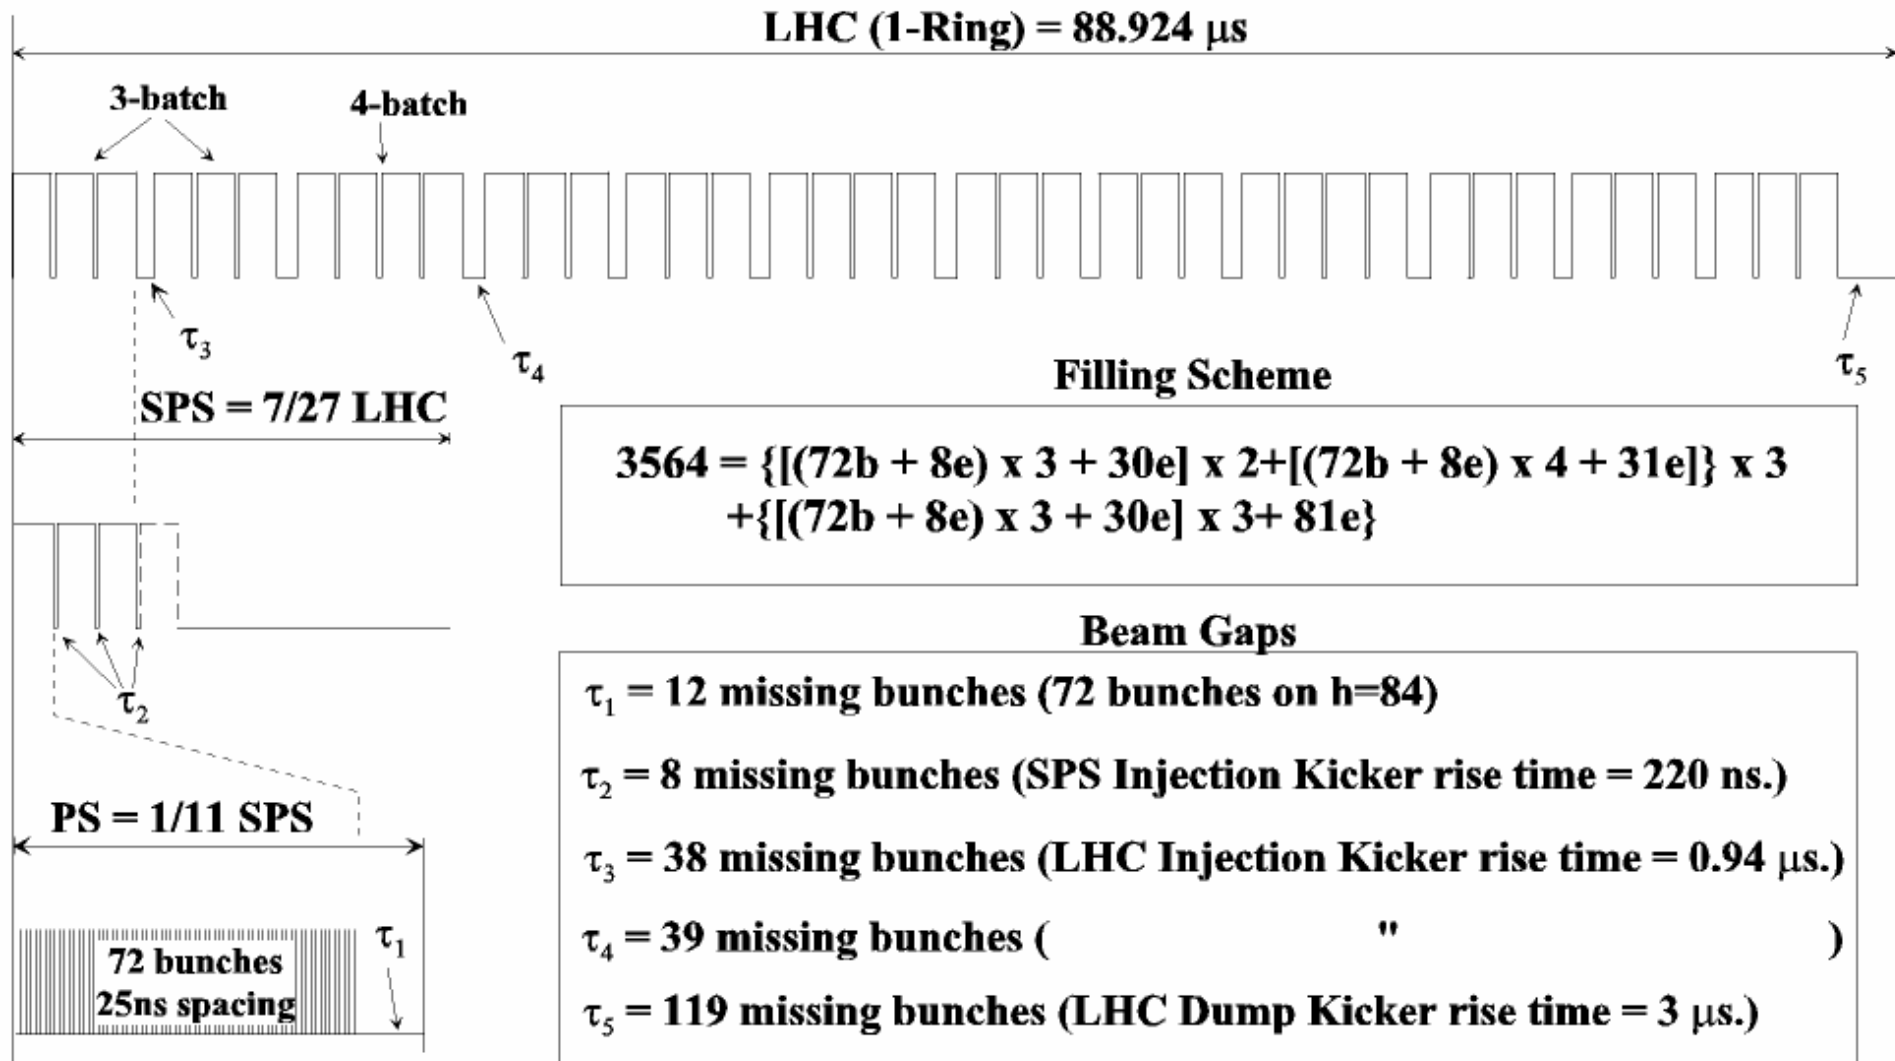 LHC (1-Ring) = 88.924 μs
3-batch
4-batch
τ₃
τ₄
τ₅
SPS = 7/27 LHC
Filling Scheme
3564 = {[(72b + 8e) x 3 + 30e] x 2+[(72b + 8e) x 4 + 31e]} x 3
+{[(72b + 8e) x 3 + 30e] x 3+ 81e}
τ₂
Beam Gaps
τ₁ = 12 missing bunches (72 bunches on h=84)
τ₂ = 8 missing bunches (SPS Injection Kicker rise time = 220 ns.)
τ₃ = 38 missing bunches (LHC Injection Kicker rise time = 0.94 μs.)
τ₄ = 39 missing bunches ( " )
τ₅ = 119 missing bunches (LHC Dump Kicker rise time = 3 μs.)
PS = 1/11 SPS
τ₁
72 bunches
25ns spacing